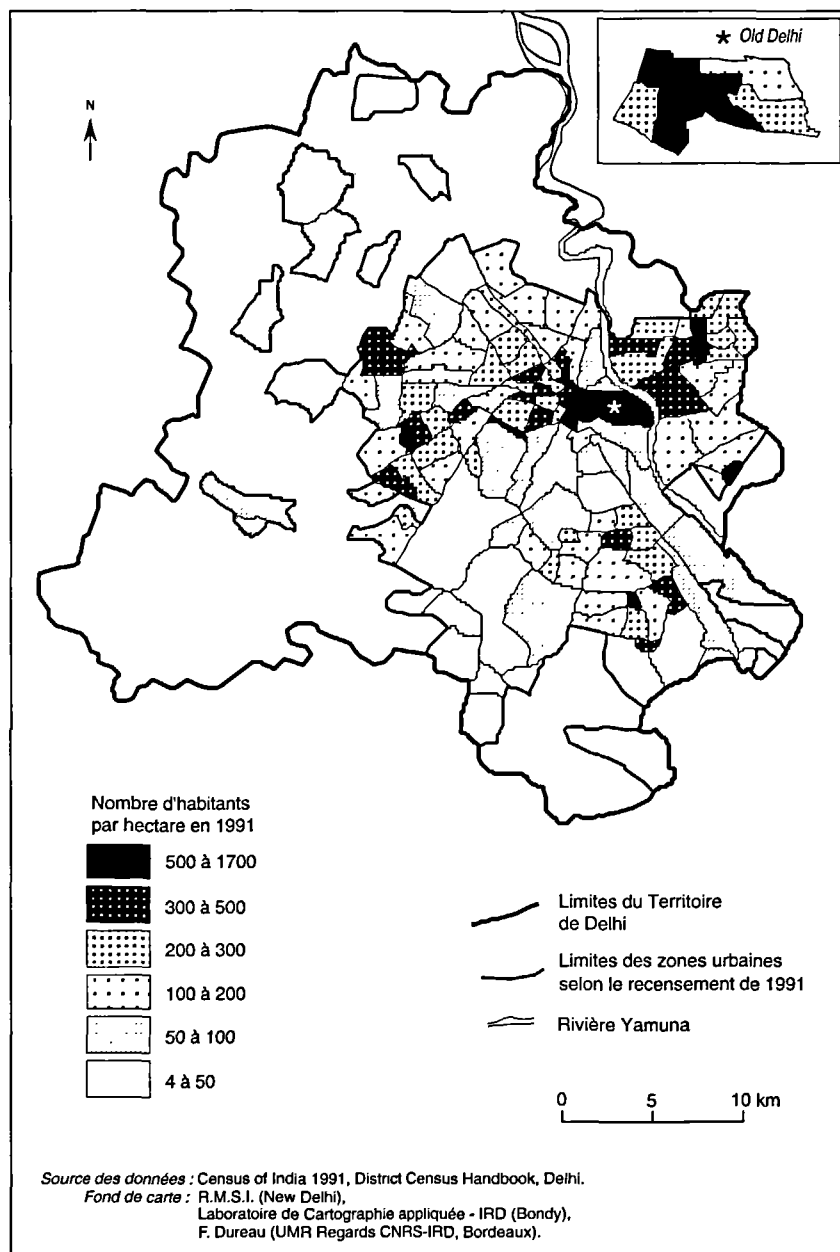 ★ Old Delhi
N
★
Nombre d'habitants
par hectare en 1991
500 à 1700
300 à 500
200 à 300
100 à 200
50 à 100
4 à 50
Limites du Territoire
de Delhi
Limites des zones urbaines
selon le recensement de 1991
Rivière Yamuna
0 5 10 km
Source des données : Census of India 1991, District Census Handbook, Delhi.
Fond de carte : R.M.S.I. (New Delhi),
Laboratoire de Cartographie appliquée - IRD (Bondy),
F. Dureau (UMR Regards CNRS-IRD, Bordeaux).